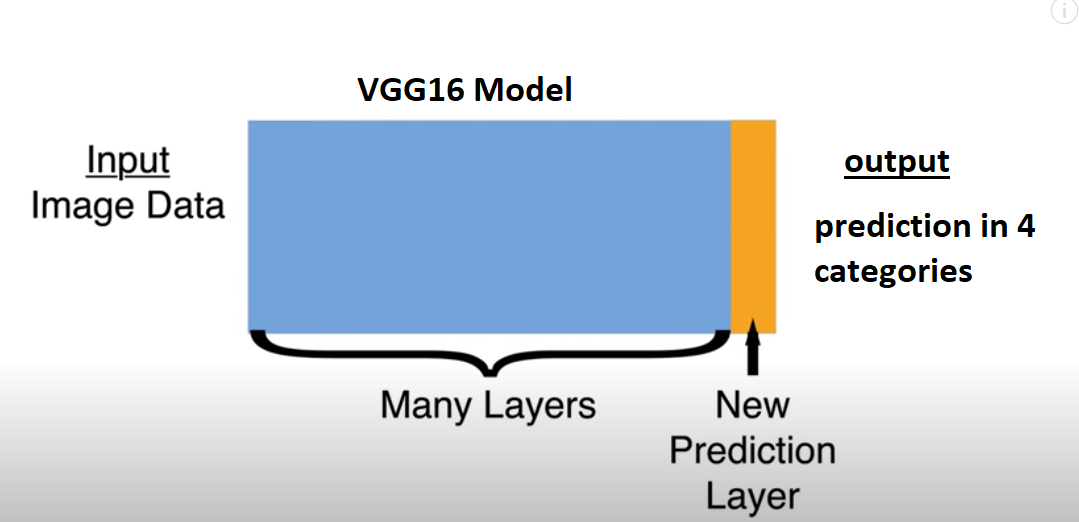 VGG16 Model
Input
Image Data
output
prediction in 4
categories
Many Layers
New
Prediction
Layer